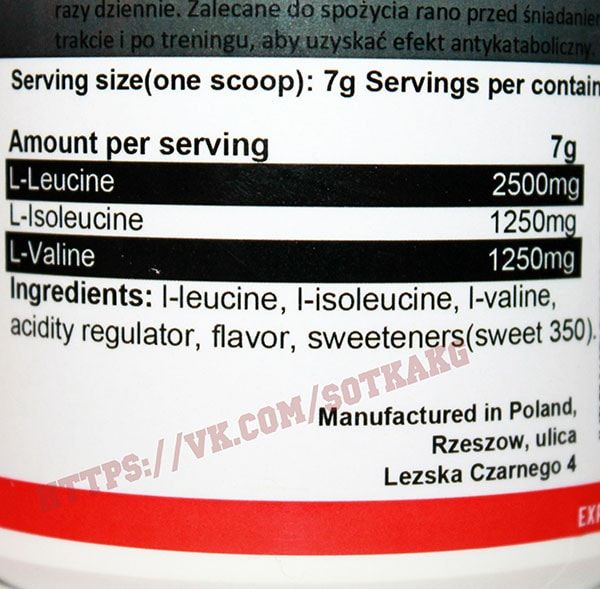 razy dziennie. Zalecane do spożycia rano przed śniadaniem
trakcie i po treningu, aby uzyskać efekt antykataboliczny.
Serving size(one scoop): 7g Servings per contain
Amount per serving 7g
L-Leucine 2500mg
L-Isoleucine 1250mg
L-Valine 1250mg
Ingredients: l-leucine, l-isoleucine, l-valine,
acidity regulator, flavor, sweeteners(sweet 350).
HTTPS://VK.COM/SOTKAKG
Manufactured in Poland,
Rzeszow, ulica
Lezska Czarnego 4
EXP